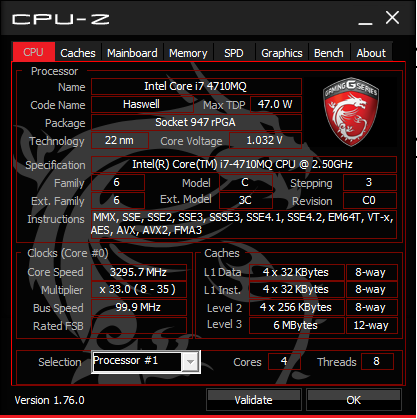 CPU-Z
CPU Caches Mainboard Memory SPD Graphics Bench About
Processor
Name Intel Core i7 4710MQ
Code Name Haswell Max TDP 47.0 W
Package Socket 947 rPGA
Technology 22 nm Core Voltage 1.032 V
Specification Intel(R) Core(TM) i7-4710MQ CPU @ 2.50GHz
Family 6 Model C Stepping 3
Ext. Family 6 Ext. Model 3C Revision C0
Instructions MMX, SSE, SSE2, SSE3, SSSE3, SSE4.1, SSE4.2, EM64T, VT-x,
AES, AVX, AVX2, FMA3
GAMING G SERIES
Clocks (Core #0)
Core Speed 3295.7 MHz
Multiplier x 33.0 ( 8 - 35 )
Bus Speed 99.9 MHz
Rated FSB
Caches
L1 Data 4 x 32 KBytes 8-way
L1 Inst. 4 x 32 KBytes 8-way
Level 2 4 x 256 KBytes 8-way
Level 3 6 MBytes 12-way
Selection Processor #1 Cores 4 Threads 8
Version 1.76.0 Validate OK